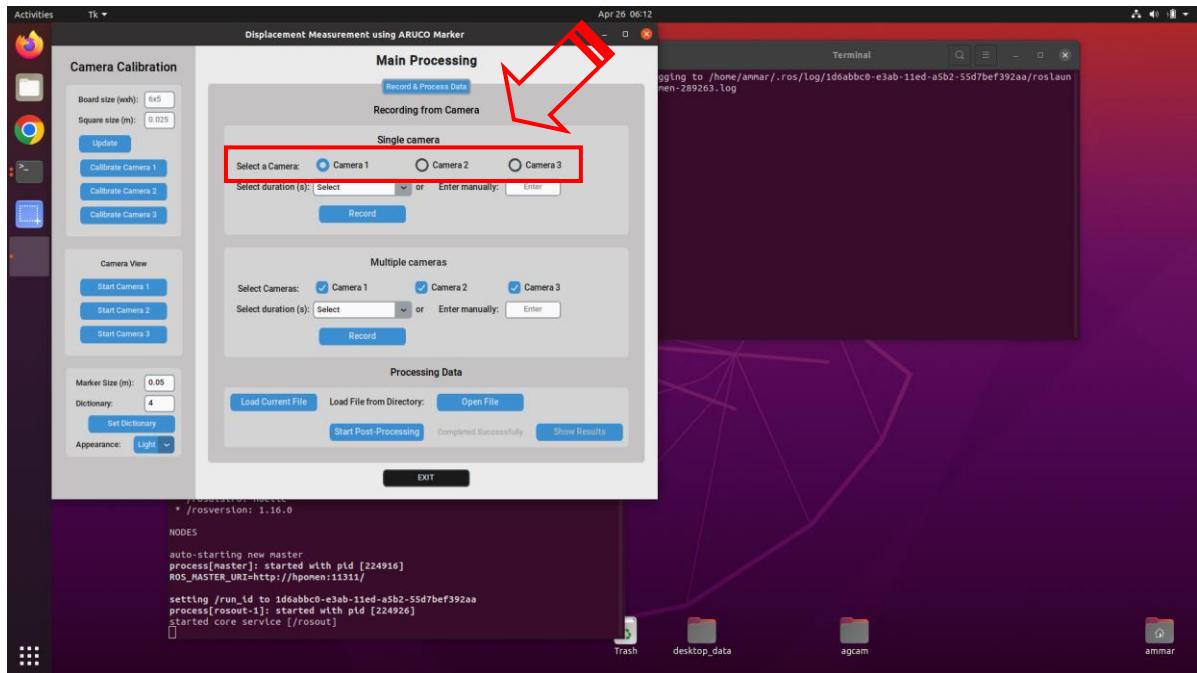 Activities Tk Apr 26 06:12
Displacement Measurement using ARUCO Marker
Camera Calibration
Board size (wxh): 6x5
Square size (m): 0.025
Update
Calibrate Camera 1
Calibrate Camera 2
Calibrate Camera 3
Camera View
Start Camera 1
Start Camera 2
Start Camera 3
Marker Size (m): 0.05
Dictionary: 4
Set Dictionary
Appearance: Light
Main Processing
Record & Process Data
Recording from Camera
Single camera
Select a Camera: Camera 1 Camera 2 Camera 3
Select duration (s): Select or Enter manually: Enter
Record
Multiple cameras
Select Cameras: Camera 1 Camera 2 Camera 3
Select duration (s): Select or Enter manually: Enter
Record
Processing Data
Load Current File Load File from Directory: Open File
Start Post-Processing Completed Successfully Show Results
EXIT
Terminal
gging to /home/ammar/.ros/log/1d6abbc0-e3ab-11ed-a5b2-55d7bef392aa/roslaun
men-289263.log
* /rosversion: 1.16.0
NODES
auto-starting new master
process[master]: started with pid [224916]
ROS_MASTER_URI=http://hpomen:11311/
setting /run_id to 1d6abbc0-e3ab-11ed-a5b2-55d7bef392aa
process[rosout-1]: started with pid [224926]
started core service [/rosout]
Trash desktop_data agcam ammar